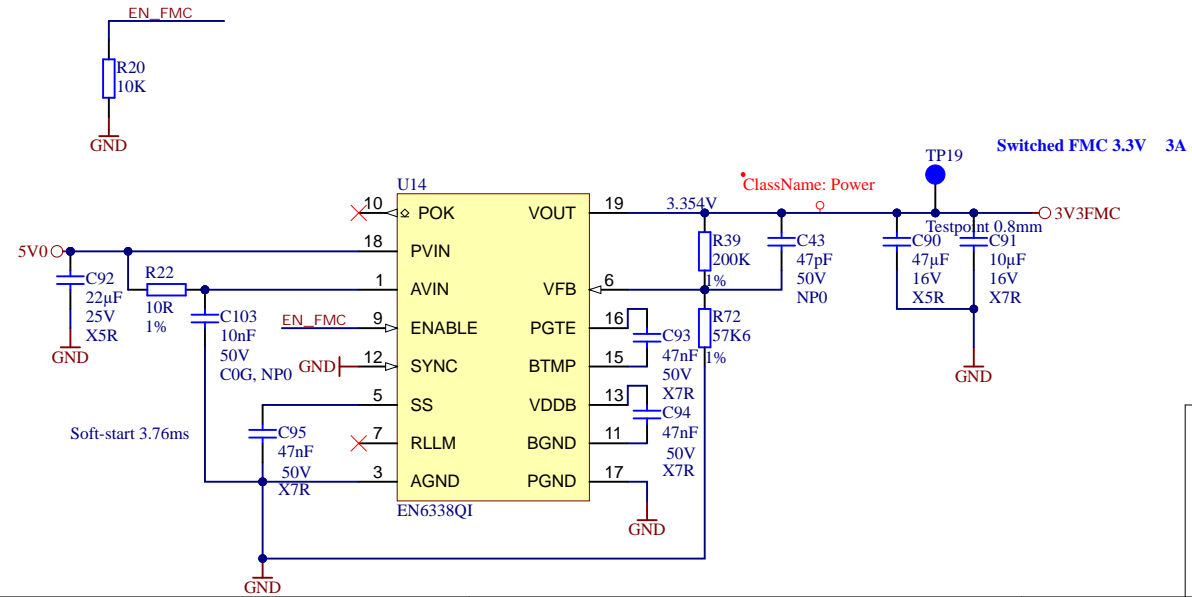 EN_FMC
R20
10K
GND
Switched FMC 3.3V 3A
TP19
ClassName: Power
U14
10 POK
VOUT 19
3.354V
3V3FMC
Testpoint 0.8mm
5V0
18 PVIN
R39
200K
1%
C43
47pF
50V
NP0
C90
47µF
16V
X5R
C91
10µF
16V
X7R
C92
22µF
25V
X5R
GND
R22
10R
1%
1 AVIN
VFB 6
C103
10nF
50V
C0G, NP0
EN_FMC
9 ENABLE
PGTE 16
R72
57K6
1%
C93
47nF
50V
X7R
GND
12 SYNC
BTMP 15
GND
5 SS
VDDB 13
C94
47nF
50V
X7R
Soft-start 3.76ms
C95
47nF
50V
X7R
7 RLLM
BGND 11
3 AGND
PGND 17
EN6338QI
GND
GND